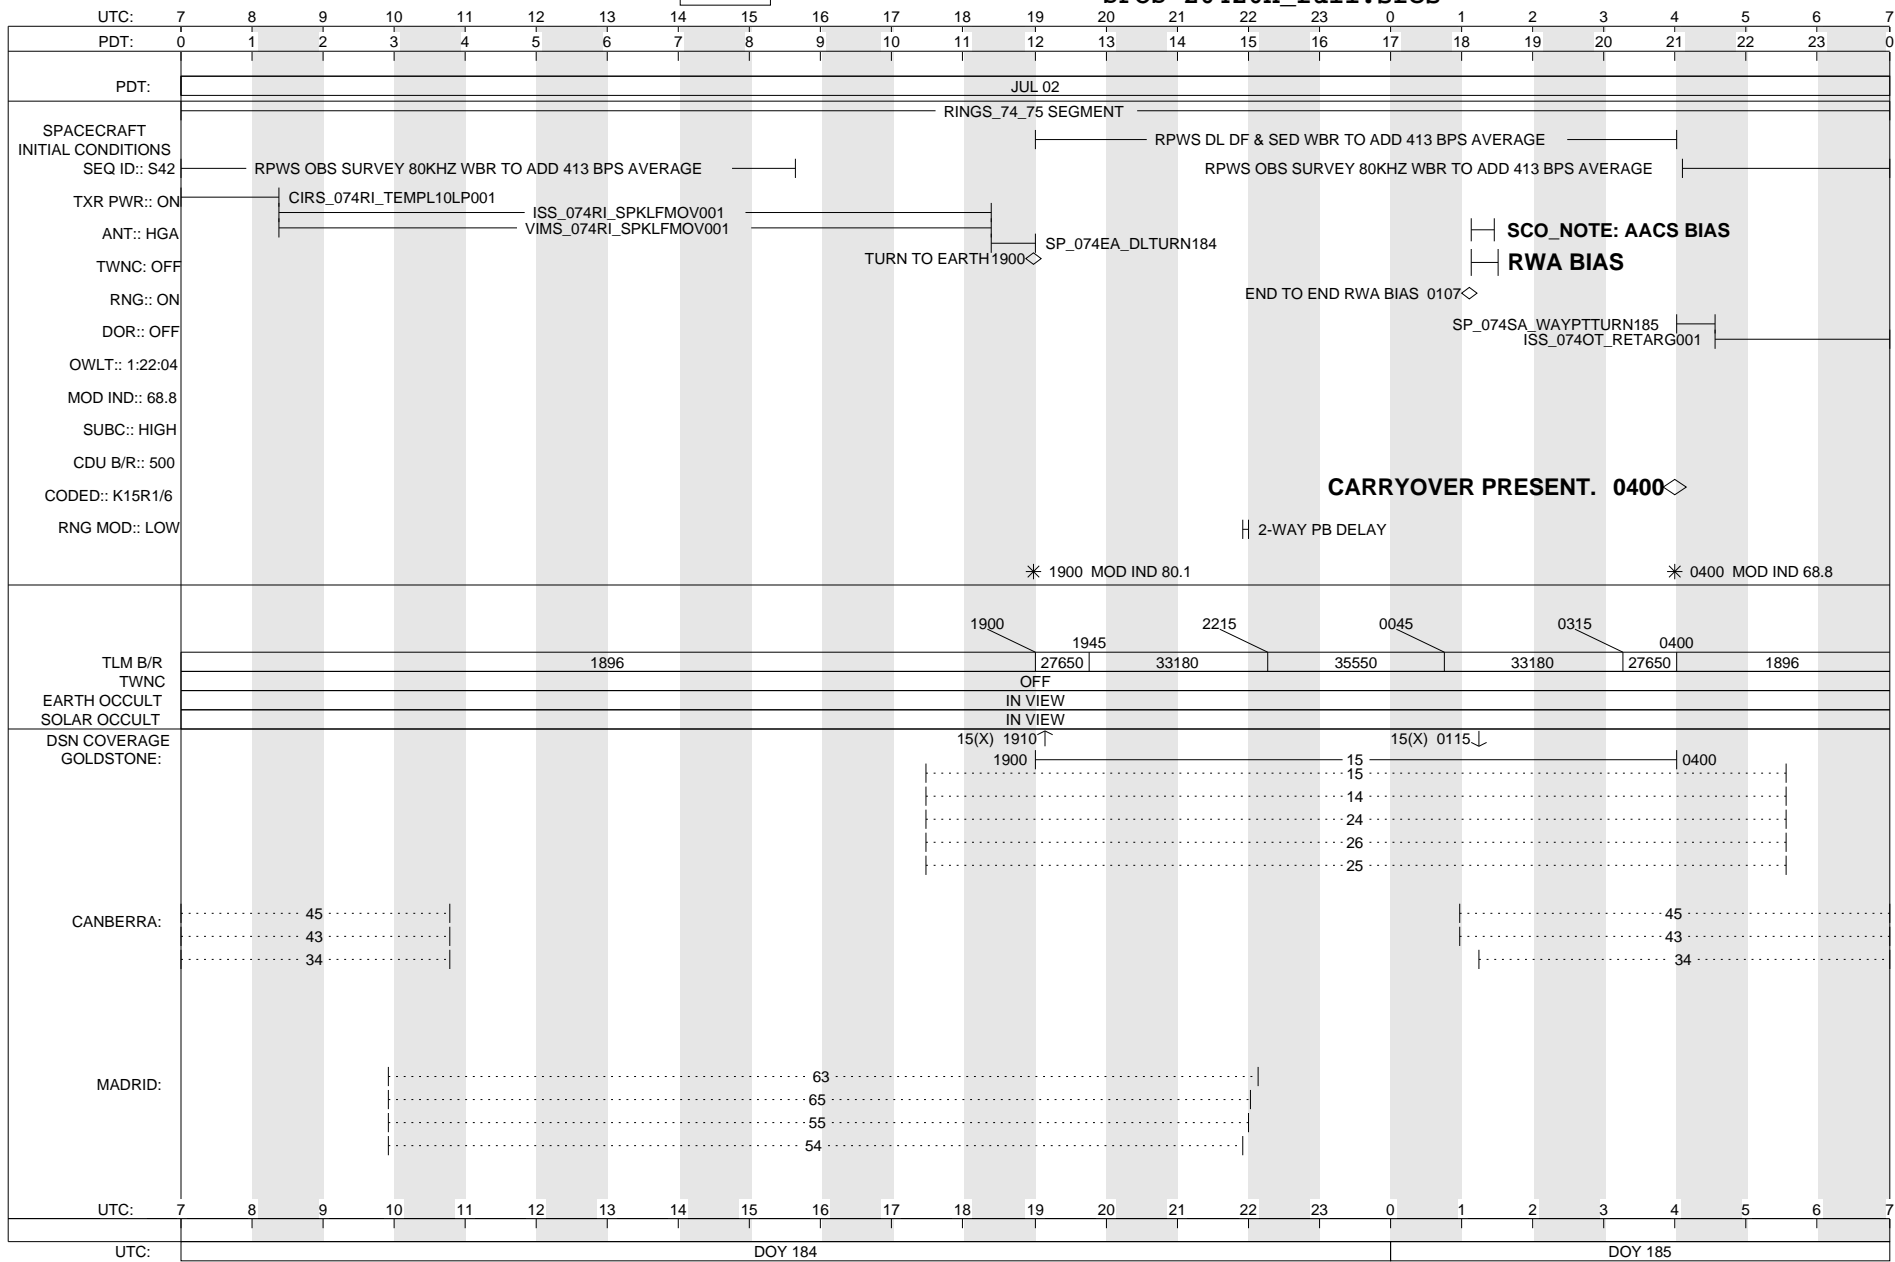 UTC: 7 8 9 10 11 12 13 14 15 16 17 18 19 20 21 22 23 0 1 2 3 4 5 6 7
PDT: 0 1 2 3 4 5 6 7 8 9 10 11 12 13 14 15 16 17 18 19 20 21 22 23 0
PDT: JUL 02
RINGS_74_75 SEGMENT
SPACECRAFT
INITIAL CONDITIONS
RPWS DL DF & SED WBR TO ADD 413 BPS AVERAGE
SEQ ID:: S42 RPWS OBS SURVEY 80KHZ WBR TO ADD 413 BPS AVERAGE RPWS OBS SURVEY 80KHZ WBR TO ADD 413 BPS AVERAGE
TXR PWR:: ON CIRS_074RI_TEMPL10LP001
ISS_074RI_SPKLFMOV001
VIMS_074RI_SPKLFMOV001
ANT:: HGA SCO_NOTE: AACS BIAS
SP_074EA_DLTURN184
TURN TO EARTH 1900
TWNC: OFF RWA BIAS
RNG:: ON END TO END RWA BIAS 0107
SP_074SA_WAYPTTURN185
DOR:: OFF ISS_074OT_RETARG001
OWLT:: 1:22:04
MOD IND:: 68.8
SUBC:: HIGH
CDU B/R:: 500
CODED:: K15R1/6 CARRYOVER PRESENT. 0400
RNG MOD:: LOW 2-WAY PB DELAY
1900 MOD IND 80.1 0400 MOD IND 68.8
1900 1945 2215 0045 0315 0400
TLM B/R 1896 27650 33180 35550 33180 27650 1896
TWNC OFF
EARTH OCCULT IN VIEW
SOLAR OCCULT IN VIEW
DSN COVERAGE 15(X) 1910 15(X) 0115
GOLDSTONE: 1900 15 0400
15
14
24
26
25
CANBERRA: 45 45
43 43
34 34
MADRID: 63
65
55
54
UTC: 7 8 9 10 11 12 13 14 15 16 17 18 19 20 21 22 23 0 1 2 3 4 5 6 7
UTC: DOY 184 DOY 185